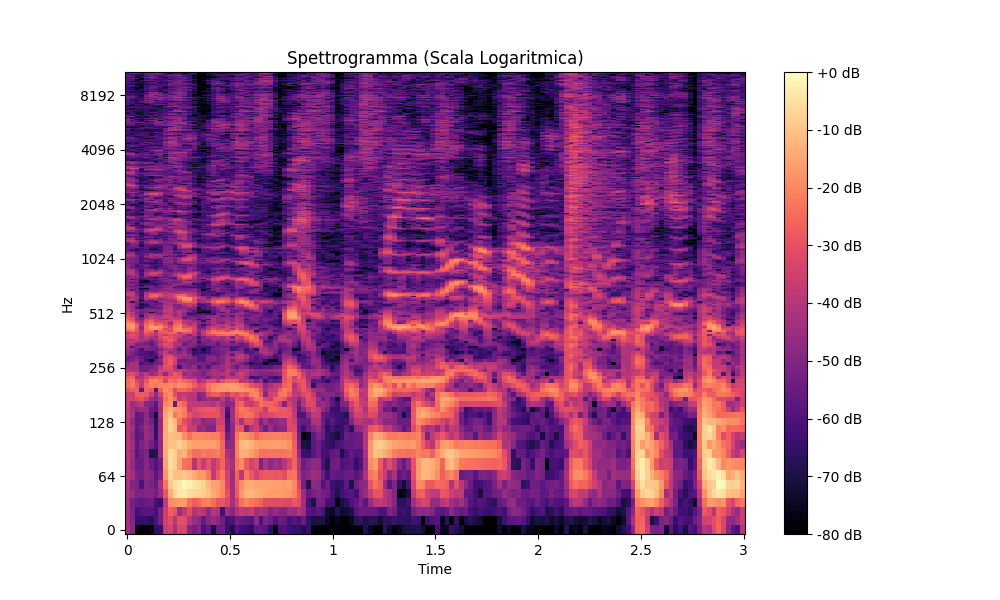 Spettrogramma (Scala Logaritmica)
8192
4096
2048
1024
512
256
128
64
0
Hz
0
0.5
1
1.5
2
2.5
3
Time
+0 dB
-10 dB
-20 dB
-30 dB
-40 dB
-50 dB
-60 dB
-70 dB
-80 dB